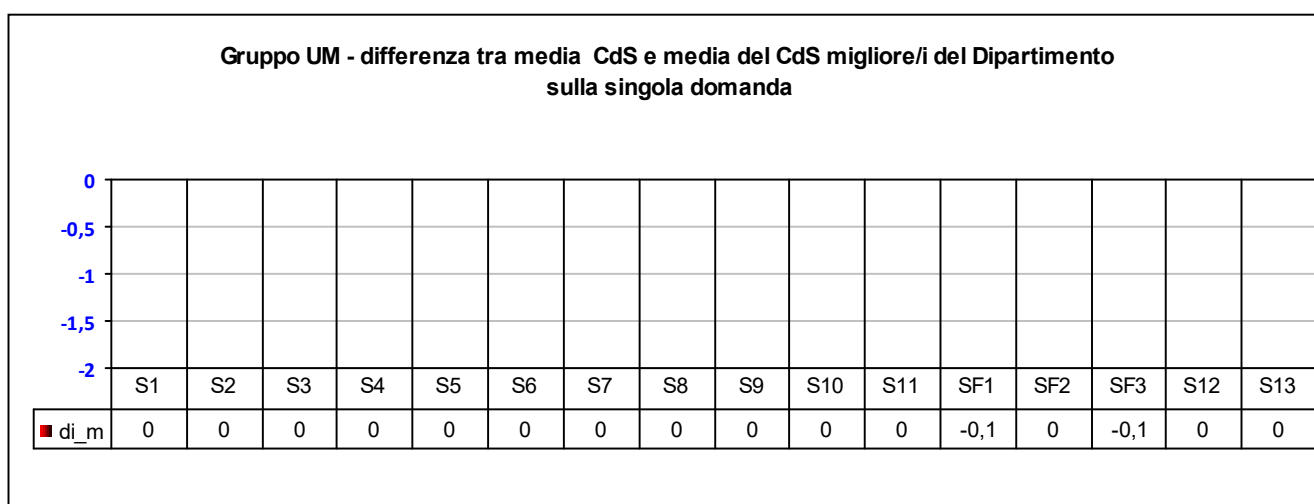 Gruppo UM - differenza tra media CdS e media del CdS migliore/i del Dipartimento
sulla singola domanda
0
-0,5
-1
-1,5
-2
S1 S2 S3 S4 S5 S6 S7 S8 S9 S10 S11 SF1 SF2 SF3 S12 S13
di_m 0 0 0 0 0 0 0 0 0 0 0 -0,1 0 -0,1 0 0